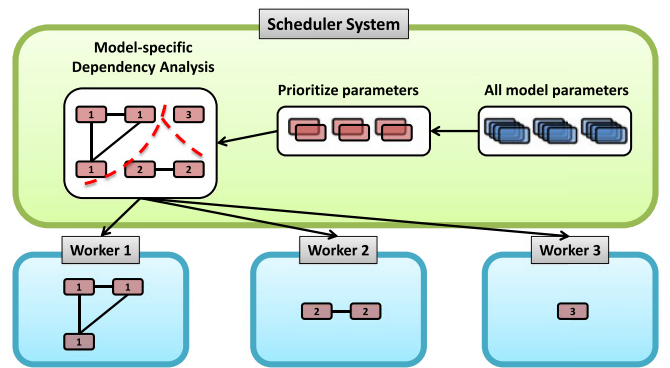 Scheduler System
Model-specific
Dependency Analysis
Prioritize parameters
All model parameters
1 1 3
1 2 2
Worker 1
Worker 2
Worker 3
1 1
1
2 2
3